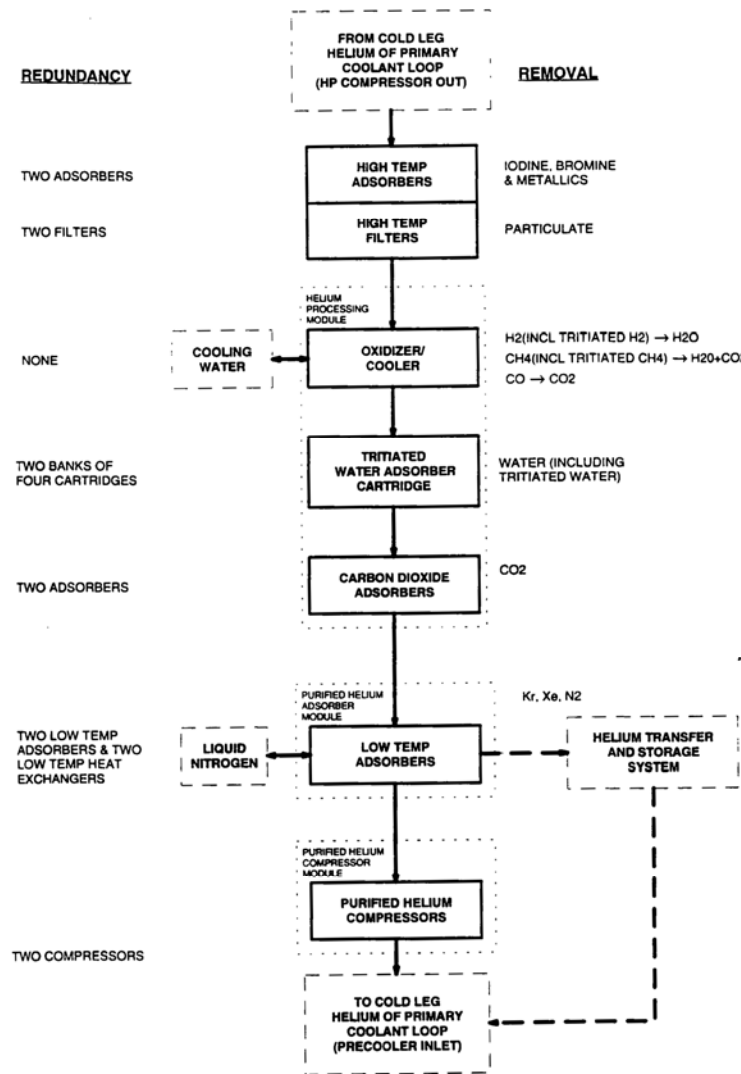 FROM COLD LEG
HELIUM OF PRIMARY
COOLANT LOOP
(HP COMPRESSOR OUT)
REDUNDANCY
REMOVAL
TWO ADSORBERS
HIGH TEMP
ADSORBERS
IODINE, BROMINE
& METALLICS
TWO FILTERS
HIGH TEMP
FILTERS
PARTICULATE
HELIUM
PROCESSING
MODULE
NONE
COOLING
WATER
OXIDIZER/
COOLER
H2(INCL TRITIATED H2) → H2O
CH4(INCL TRITIATED CH4) → H20+CO2
CO → CO2
TWO BANKS OF
FOUR CARTRIDGES
TRITIATED
WATER ADSORBER
CARTRIDGE
WATER (INCLUDING
TRITIATED WATER)
TWO ADSORBERS
CARBON DIOXIDE
ADSORBERS
CO2
PURIFIED HELIUM
ADSORBER
MODULE
Kr, Xe, N2
TWO LOW TEMP
ADSORBERS & TWO
LOW TEMP HEAT
EXCHANGERS
LIQUID
NITROGEN
LOW TEMP
ADSORBERS
HELIUM TRANSFER
AND STORAGE
SYSTEM
PURIFIED HELIUM
COMPRESSOR
MODULE
PURIFIED HELIUM
COMPRESSORS
TWO COMPRESSORS
TO COLD LEG
HELIUM OF PRIMARY
COOLANT LOOP
(PRECOOLER INLET)